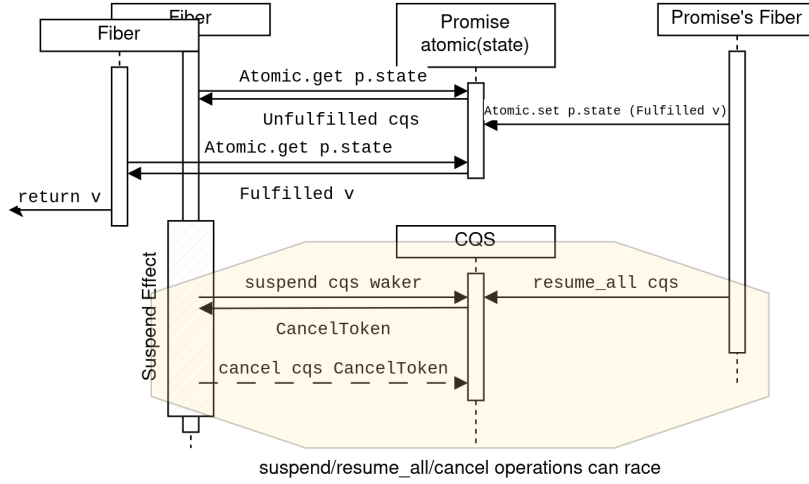 Fiber
Fiber
Promise
atomic(state)
Promise's Fiber
Atomic.get p.state
Unfulfilled cqs
Atomic.set p.state (Fulfilled v)
Atomic.get p.state
Fulfilled v
return v
CQS
Suspend Effect
suspend cqs waker
resume_all cqs
CancelToken
cancel cqs CancelToken
suspend/resume_all/cancel operations can race